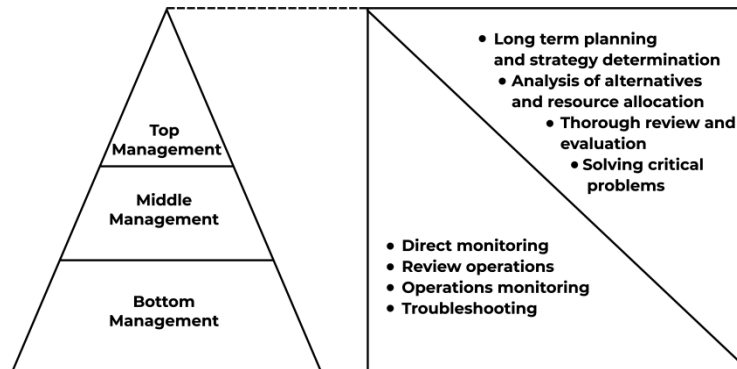 Top
Management
Middle
Management
Bottom
Management
• Long term planning
and strategy determination
• Analysis of alternatives
and resource allocation
• Thorough review and
evaluation
• Solving critical
problems
• Direct monitoring
• Review operations
• Operations monitoring
• Troubleshooting